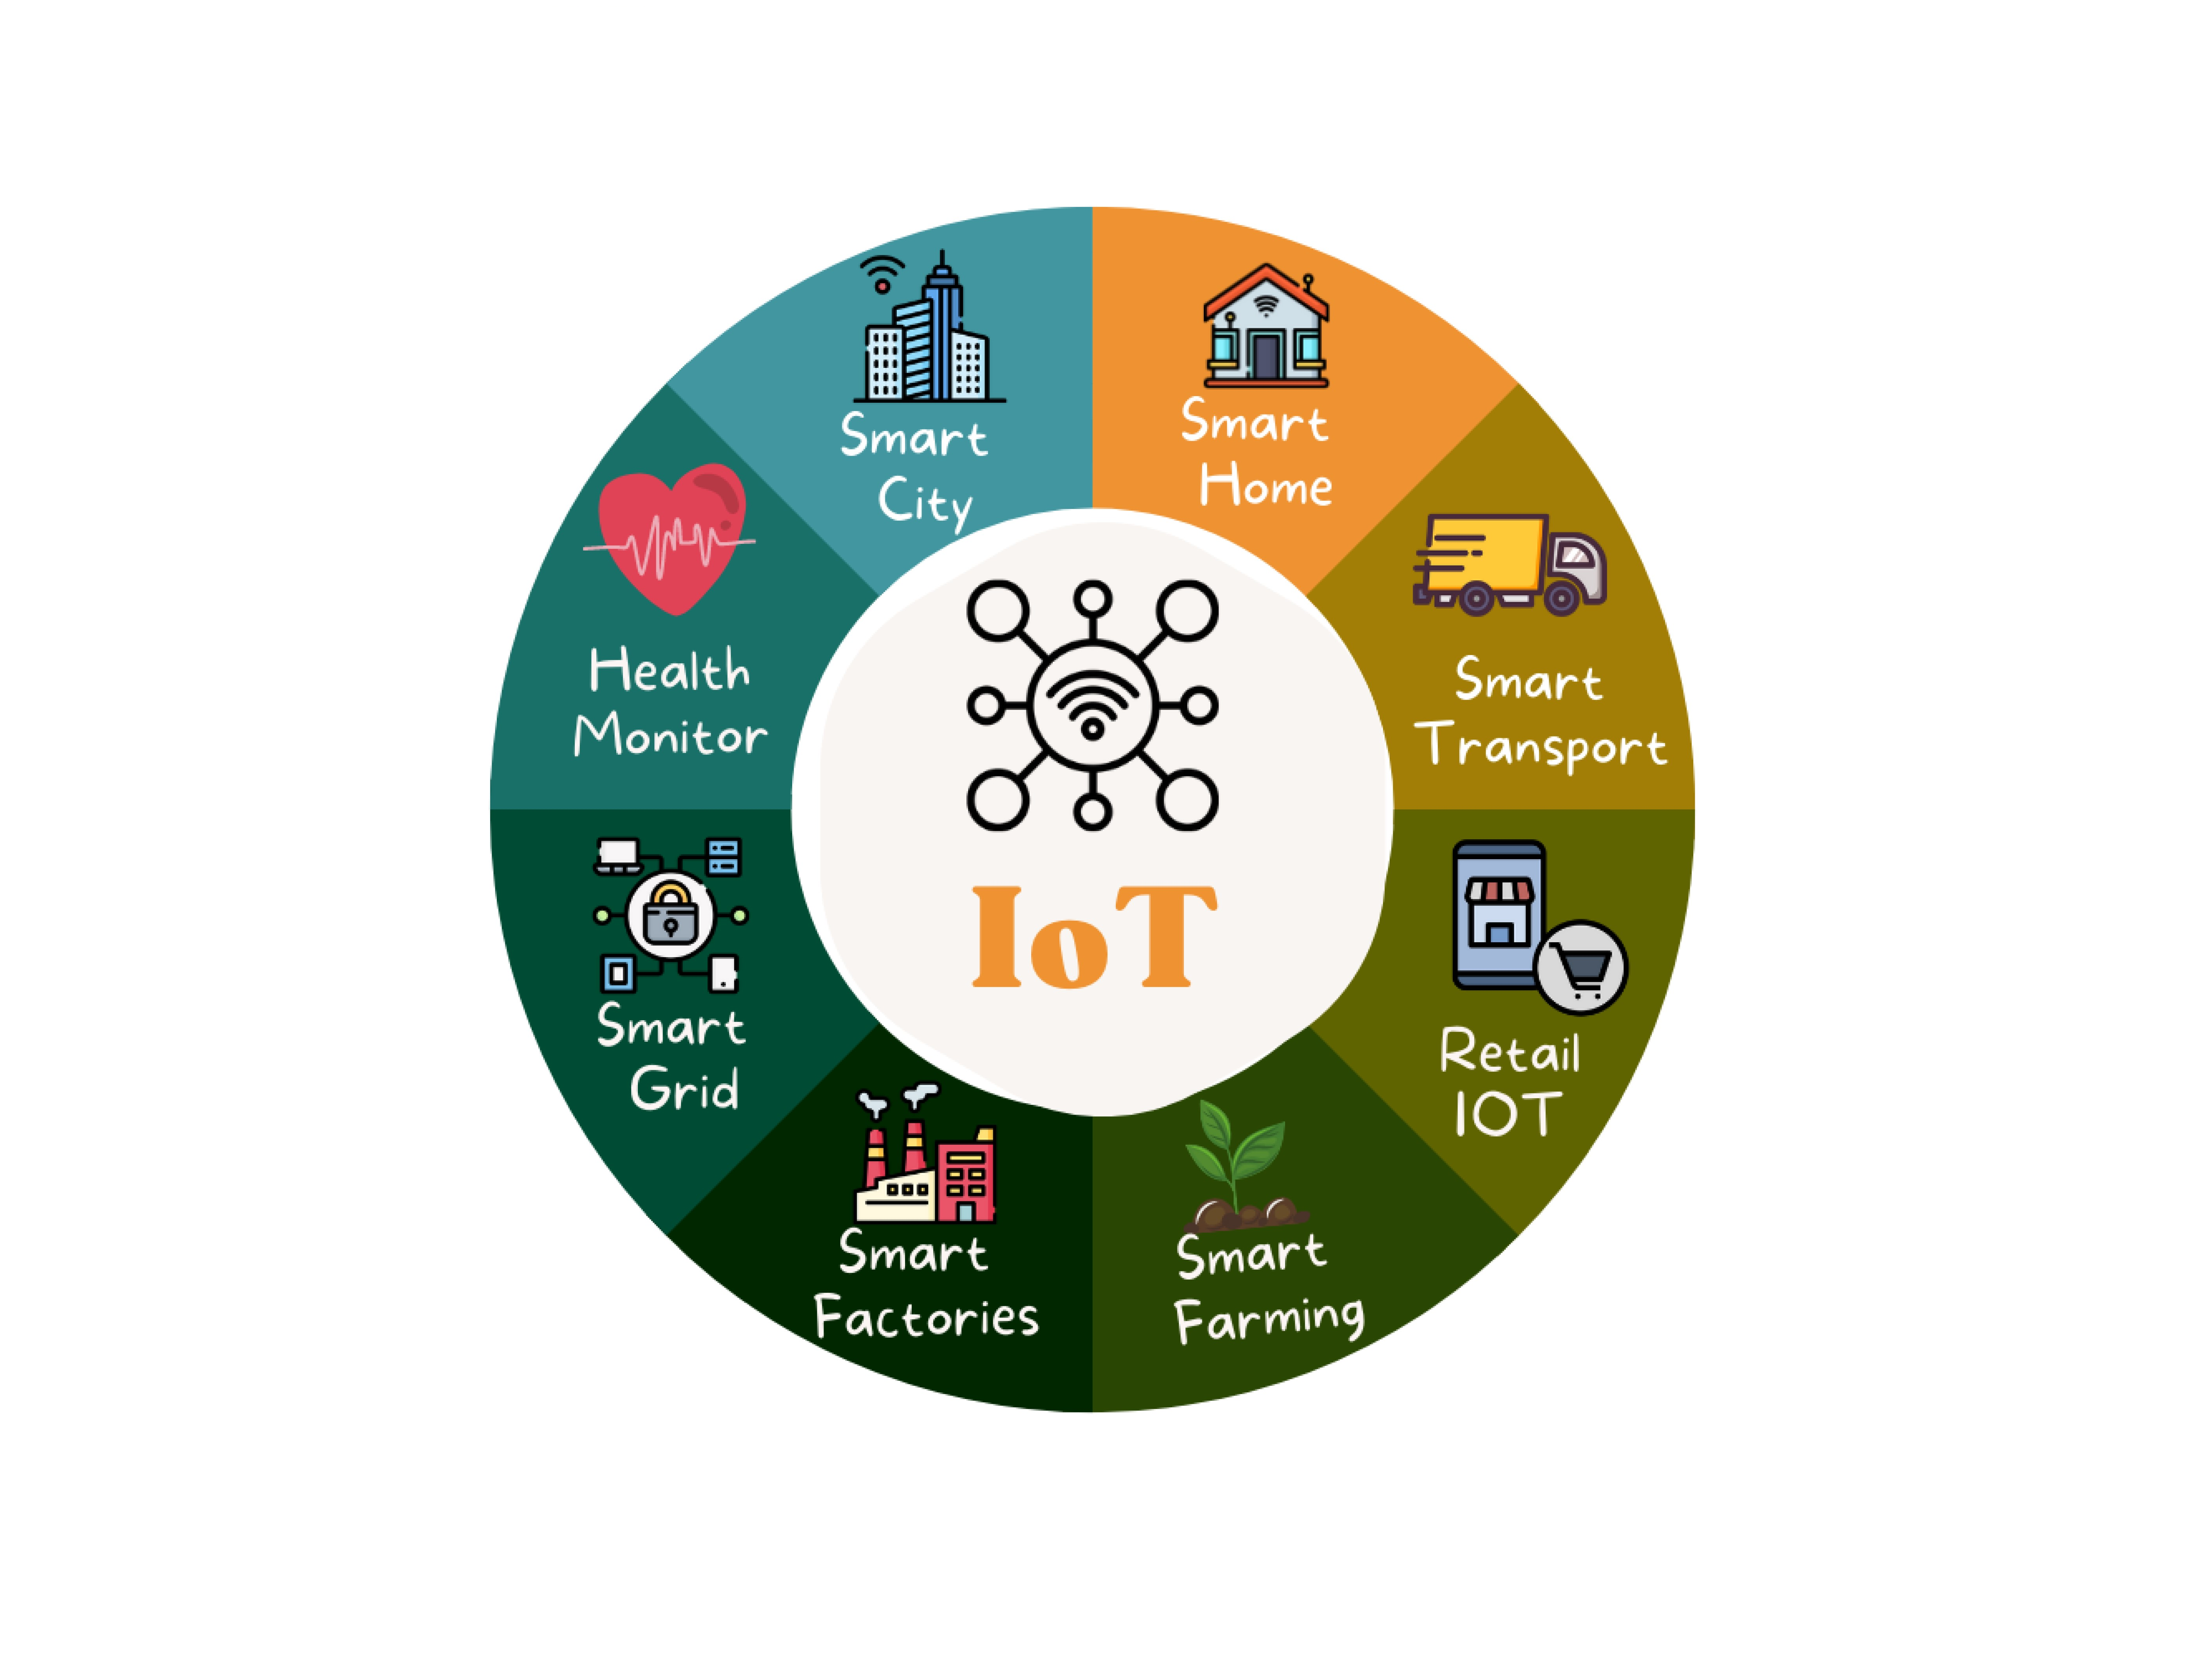 Smart
City
Smart
Home
Health
Monitor
Smart
Transport
IoT
Smart
Grid
Retail
IOT
Smart
Factories
Smart
Farming